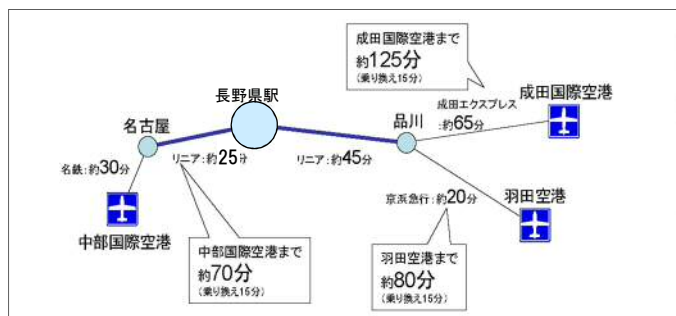 成田国際空港まで
約125分
(乗り換え15分)
長野県駅
成田エクスプレス
:約65分
成田国際空港
名古屋
品川
名鉄:約30分
リニア:約25分
リニア:約45分
京浜急行:約20分
羽田空港
中部国際空港
中部国際空港まで
約70分
(乗り換え15分)
羽田空港まで
約80分
(乗り換え15分)